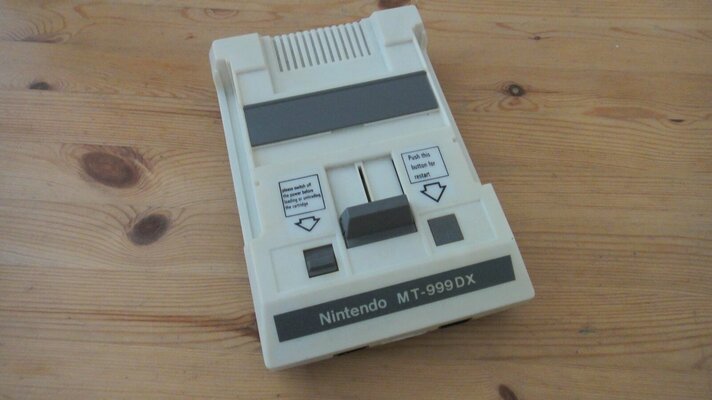 please switch off
the power before
loading or unloading
the cartridge
Push this
button for
restart
Nintendo MT-999DX